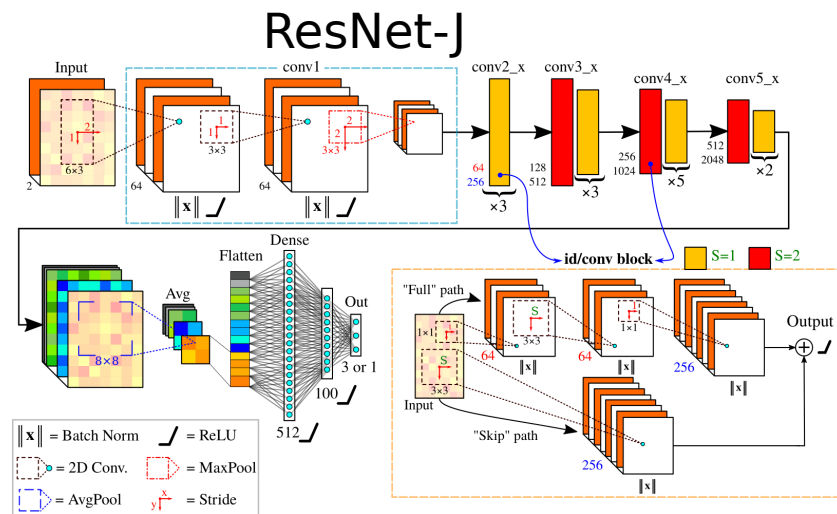 ResNet-J
Input
conv1
conv2_x
conv3_x
conv4_x
conv5_x
1
2
6×3
2
1
2
3×3
64
‖x‖
2
2
3×3
64
‖x‖
64
256
×3
128
512
×3
256
1024
×5
512
2048
×2
id/conv block
S=1
S=2
8×8
Avg
Flatten
Dense
512
100
Out
3 or 1
"Full" path
1×1
1
1
S
3×3
Input
"Skip" path
S
3×3
64
‖x‖
1
1
1×1
64
‖x‖
256
‖x‖
256
‖x‖
Output
‖x‖ = Batch Norm
= ReLU
= 2D Conv.
= MaxPool
= AvgPool
x
y
= Stride